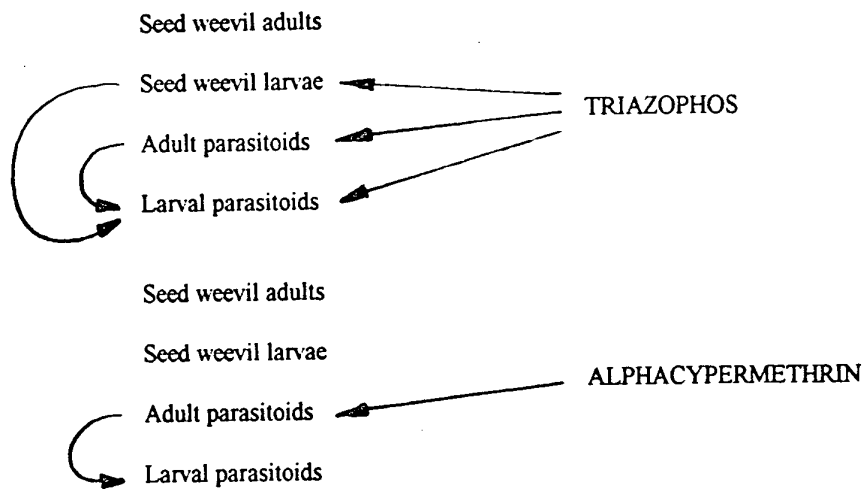 Seed weevil adults
Seed weevil larvae
TRIAZOPHOS
Adult parasitoids
Larval parasitoids
Seed weevil adults
Seed weevil larvae
ALPHACYPERMETHRIN
Adult parasitoids
Larval parasitoids